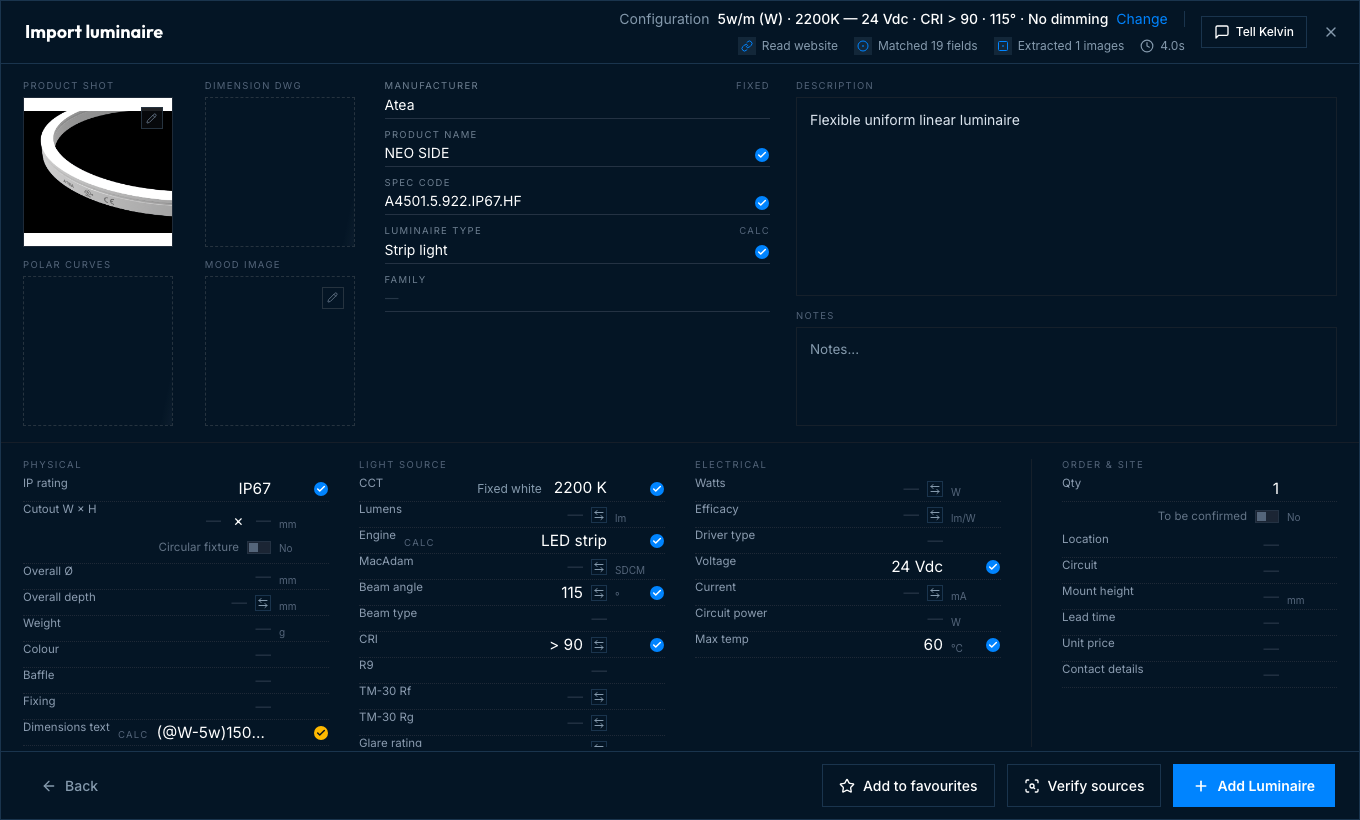 Import luminaire
Configuration 5w/m (W) · 2200K — 24 Vdc · CRI > 90 · 115° · No dimming Change
Read website Matched 19 fields Extracted 1 images 4.0s
Tell Kelvin
PRODUCT SHOT
DIMENSION DWG
POLAR CURVES
MOOD IMAGE
MANUFACTURER FIXED
Atea
PRODUCT NAME
NEO SIDE
SPEC CODE
A4501.5.922.IP67.HF
LUMINAIRE TYPE CALC
Strip light
FAMILY
—
DESCRIPTION
Flexible uniform linear luminaire
NOTES
Notes...
PHYSICAL
IP rating IP67
Cutout W × H — × — mm
Circular fixture No
Overall Ø — mm
Overall depth — mm
Weight — g
Colour —
Baffle —
Fixing —
Dimensions text CALC (@W-5w)150...
LIGHT SOURCE
CCT Fixed white 2200 K
Lumens — lm
Engine CALC LED strip
MacAdam — SDCM
Beam angle 115 °
Beam type —
CRI > 90
R9 —
TM-30 Rf —
TM-30 Rg —
Glare rating
ELECTRICAL
Watts — W
Efficacy — lm/W
Driver type —
Voltage 24 Vdc
Current — mA
Circuit power — W
Max temp 60 °C
ORDER & SITE
Qty 1
To be confirmed No
Location —
Circuit —
Mount height — mm
Lead time —
Unit price —
Contact details —
Back
Add to favourites
Verify sources
Add Luminaire